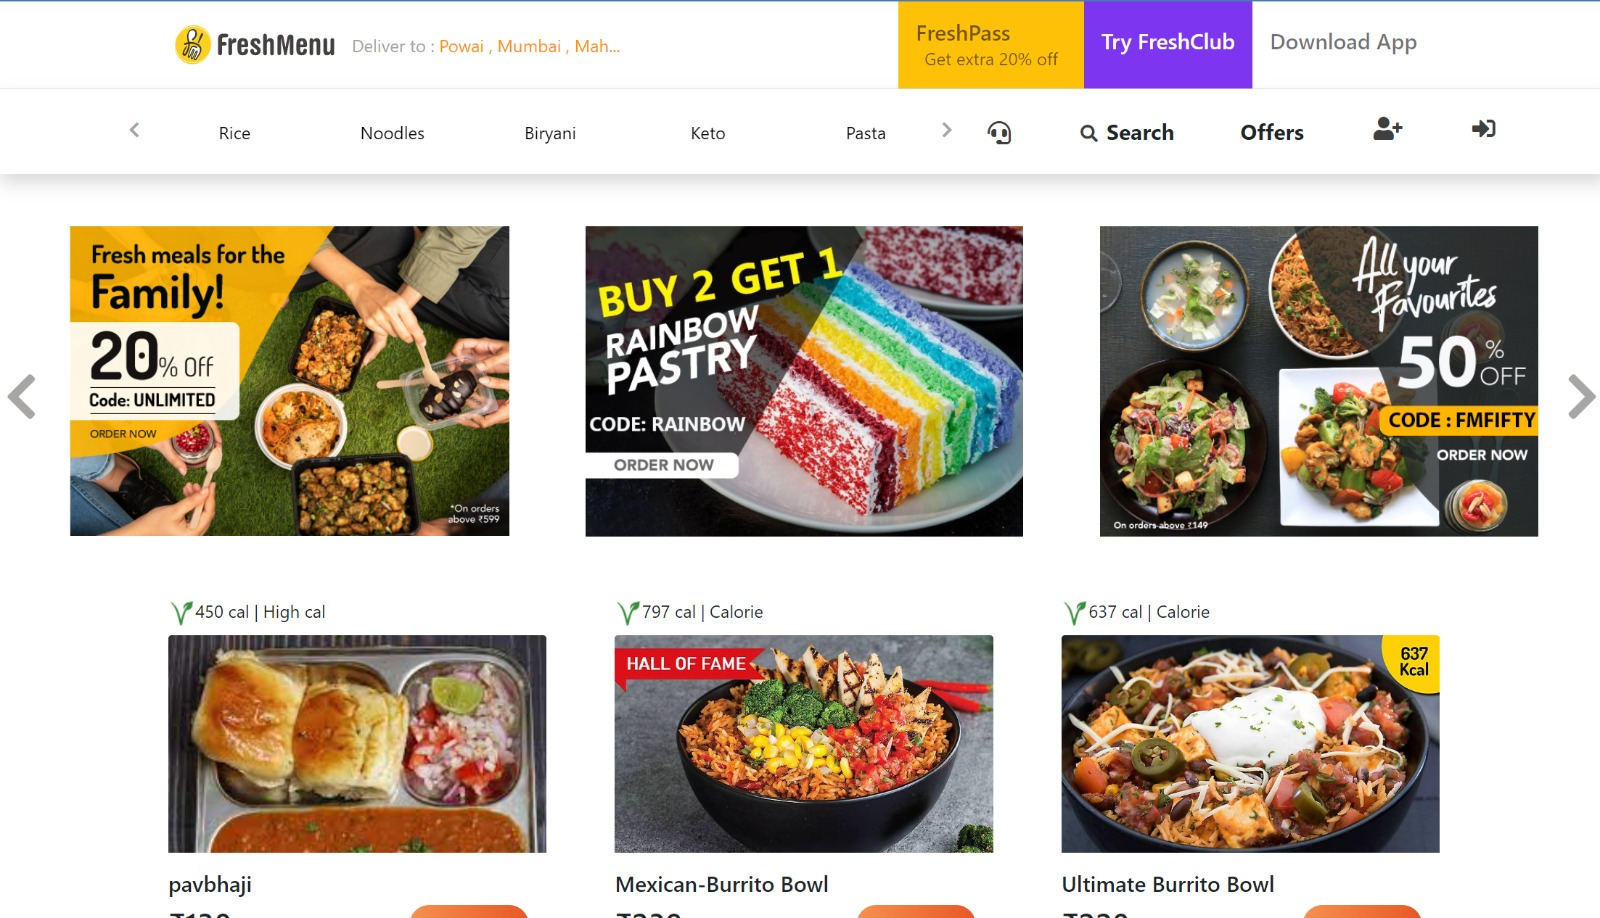 FreshMenu
Deliver to : Powai , Mumbai , Mah...
FreshPass
Get extra 20% off
Try FreshClub
Download App
Rice
Noodles
Biryani
Keto
Pasta
Search
Offers
Fresh meals for the
Family!
20% Off
Code: UNLIMITED
ORDER NOW
*On orders
above ₹599
BUY 2 GET 1
RAINBOW
PASTRY
CODE: RAINBOW
ORDER NOW
All your
Favourites
50% OFF
CODE : FMFIFTY
ORDER NOW
On orders above ₹149
450 cal | High cal
797 cal | Calorie
637 cal | Calorie
HALL OF FAME
637
Kcal
pavbhaji
Mexican-Burrito Bowl
Ultimate Burrito Bowl